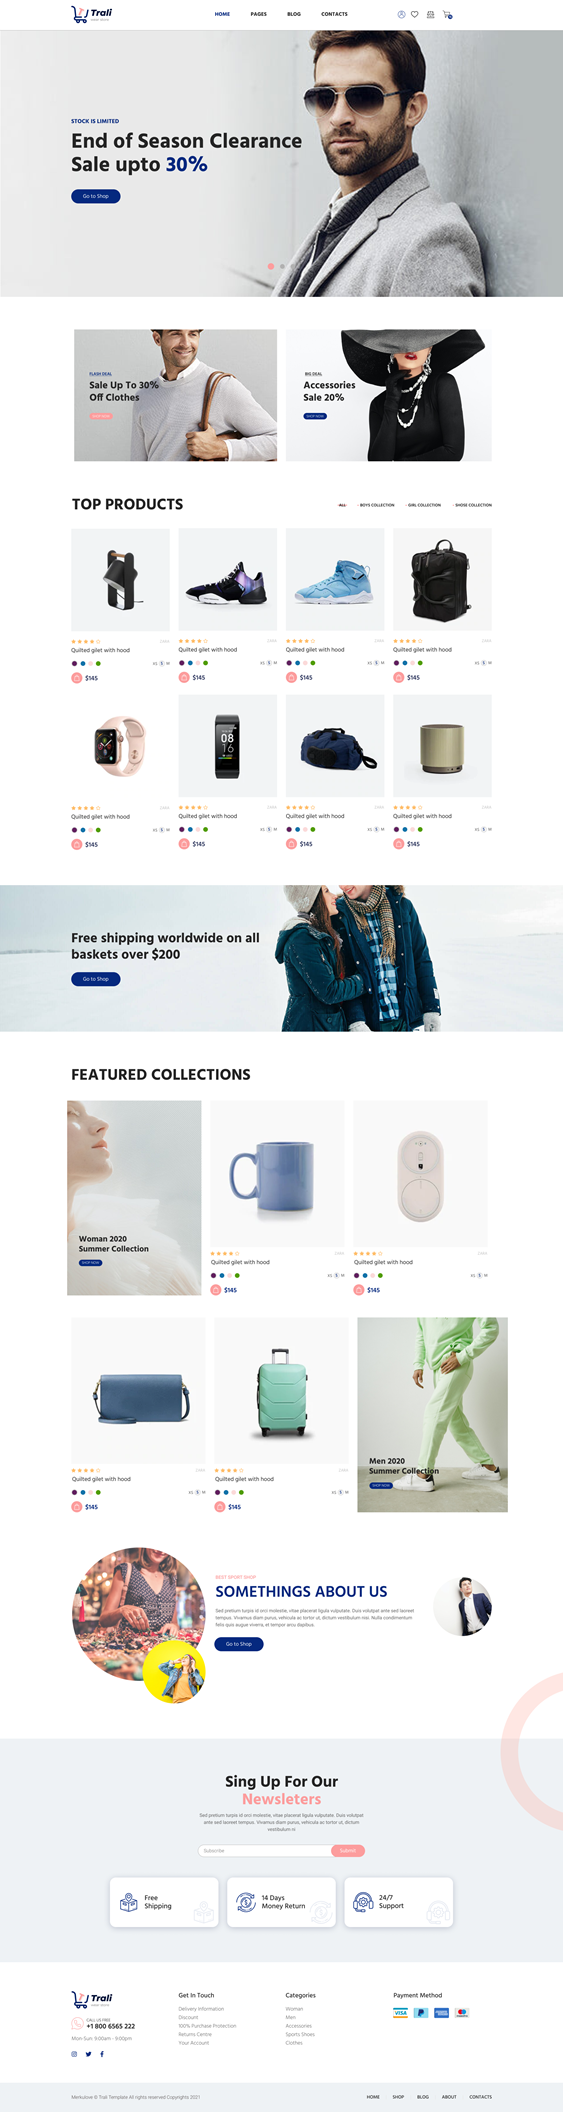 Trali
HOME PAGES BLOG CONTACTS
STOCK IS LIMITED
End of Season Clearance
Sale upto 30%
Go to Shop
FLASH DEAL
Sale Up To 30%
Off Clothes
SHOP NOW
BIG DEAL
Accessories
Sale 20%
SHOP NOW
TOP PRODUCTS
ALL BOYS COLLECTION GIRL COLLECTION SHOSE COLLECTION
Quilted gilet with hood
XS S M
$145
Quilted gilet with hood
XS S M
$145
Quilted gilet with hood
XS S M
$145
Quilted gilet with hood
XS S M
$145
08
16
Quilted gilet with hood
XS S M
$145
Quilted gilet with hood
XS S M
$145
Quilted gilet with hood
XS S M
$145
Quilted gilet with hood
XS S M
$145
Free shipping worldwide on all
baskets over $200
Go to Shop
FEATURED COLLECTIONS
Woman 2020
Summer Collection
SHOP NOW
Quilted gilet with hood
XS S M
$145
Quilted gilet with hood
XS S M
$145
Quilted gilet with hood
XS S M
$145
Quilted gilet with hood
XS S M
$145
Men 2020
Summer Collection
SHOP NOW
BEST SPORT SHOP
SOMETHINGS ABOUT US
Sed pretium turpis id orci molestie, vitae placerat ligula vulputate. Duis volutpat ante sed laoreet
tempus. Vivamus diam purus, vehicula ac tortor ut, dictum vestibulum nisi. Nulla condimentum
felis quis augue viverra, et tempor arcu dapibus.
Go to Shop
Sing Up For Our
Newsleters
Sed pretium turpis id orci molestie, vitae placerat ligula vulputate. Duis volutpat
ante sed laoreet tempus. Vivamus diam purus, vehicula ac tortor ut, dictum
vestibulum ni
Subscribe
Submit
Free
Shipping
14 Days
Money Return
24/7
Support
Trali
CALL US FREE
+1 800 6565 222
Mon-Sun: 9:00am - 9:00pm
Get In Touch
Delivery Information
Discount
100% Purchase Protection
Returns Centre
Your Account
Categories
Woman
Men
Accessories
Sports Shoes
Clothes
Payment Method
VISA
Merkulove © Trali Template All rights reserved Copyrights 2021
HOME SHOP BLOG ABOUT CONTACTS